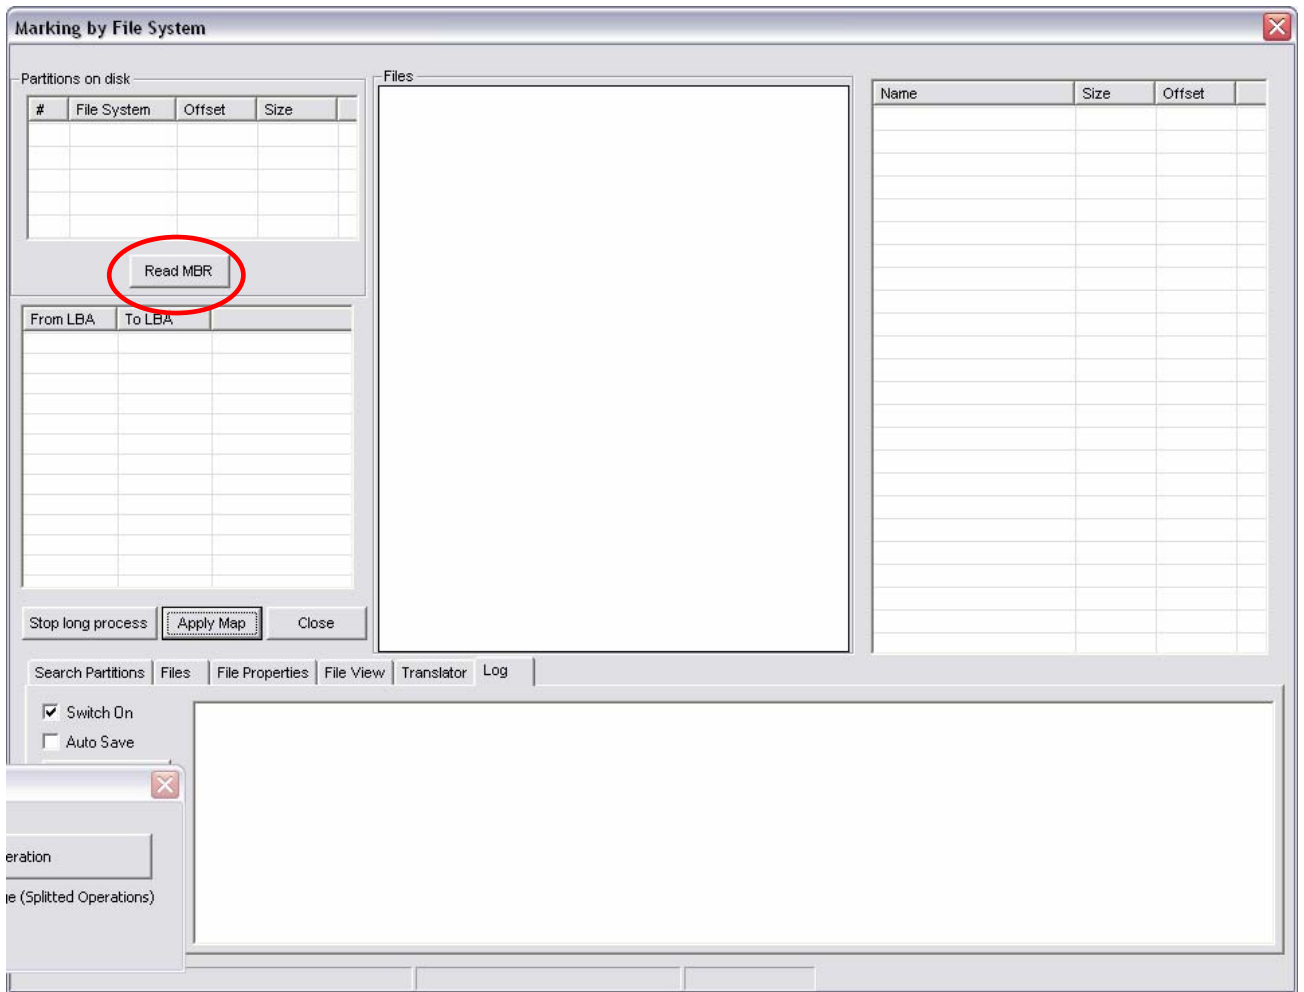 Marking by File System
Partitions on disk
# File System Offset Size
Read MBR
From LBA To LBA
Stop long process Apply Map Close
Files
Name Size Offset
Search Partitions Files File Properties File View Translator Log
Switch On
Auto Save
eration
ge (Splitted Operations)